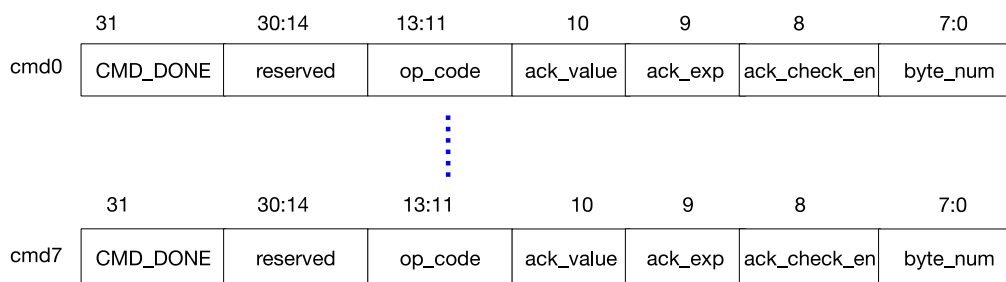 31 30:14 13:11 10 9 8 7:0
cmd0 CMD_DONE reserved op_code ack_value ack_exp ack_check_en byte_num
31 30:14 13:11 10 9 8 7:0
cmd7 CMD_DONE reserved op_code ack_value ack_exp ack_check_en byte_num